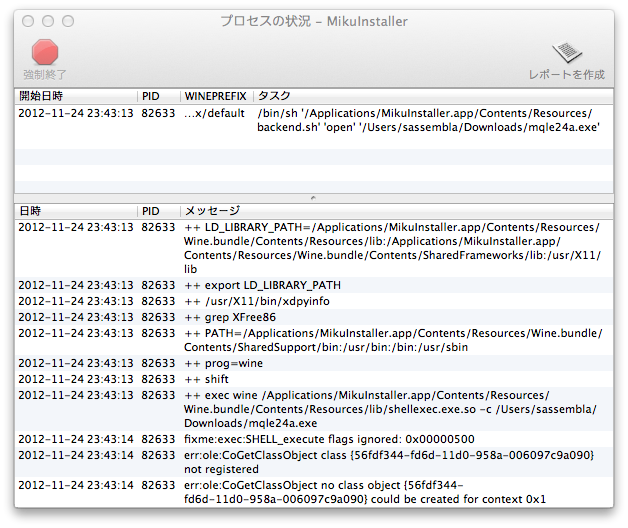 プロセスの状況 – MikuInstaller
強制終了
レポートを作成
開始日時 PID WINEPREFIX タスク
2012-11-24 23:43:13 82633 ...x/default /bin/sh '/Applications/MikuInstaller.app/Contents/Resources/
backend.sh' 'open' '/Users/sassembla/Downloads/mqle24a.exe'
日時 PID メッセージ
2012-11-24 23:43:13 82633 ++ LD_LIBRARY_PATH=/Applications/MikuInstaller.app/Contents/Resources/
Wine.bundle/Contents/Resources/lib:/Applications/MikuInstaller.app/
Contents/Resources/Wine.bundle/Contents/SharedFrameworks/lib:/usr/X11/
lib
2012-11-24 23:43:13 82633 ++ export LD_LIBRARY_PATH
2012-11-24 23:43:13 82633 ++ /usr/X11/bin/xdpyinfo
2012-11-24 23:43:13 82633 ++ grep XFree86
2012-11-24 23:43:13 82633 ++ PATH=/Applications/MikuInstaller.app/Contents/Resources/Wine.bundle/
Contents/SharedSupport/bin:/usr/bin:/bin:/usr/sbin
2012-11-24 23:43:13 82633 ++ prog=wine
2012-11-24 23:43:13 82633 ++ shift
2012-11-24 23:43:13 82633 ++ exec wine /Applications/MikuInstaller.app/Contents/Resources/
Wine.bundle/Contents/Resources/lib/shellexec.exe.so -c /Users/sassembla/
Downloads/mqle24a.exe
2012-11-24 23:43:14 82633 fixme:exec:SHELL_execute flags ignored: 0x00000500
2012-11-24 23:43:14 82633 err:ole:CoGetClassObject class {56fdf344-fd6d-11d0-958a-006097c9a090}
not registered
2012-11-24 23:43:14 82633 err:ole:CoGetClassObject no class object {56fdf344-
fd6d-11d0-958a-006097c9a090} could be created for context 0x1